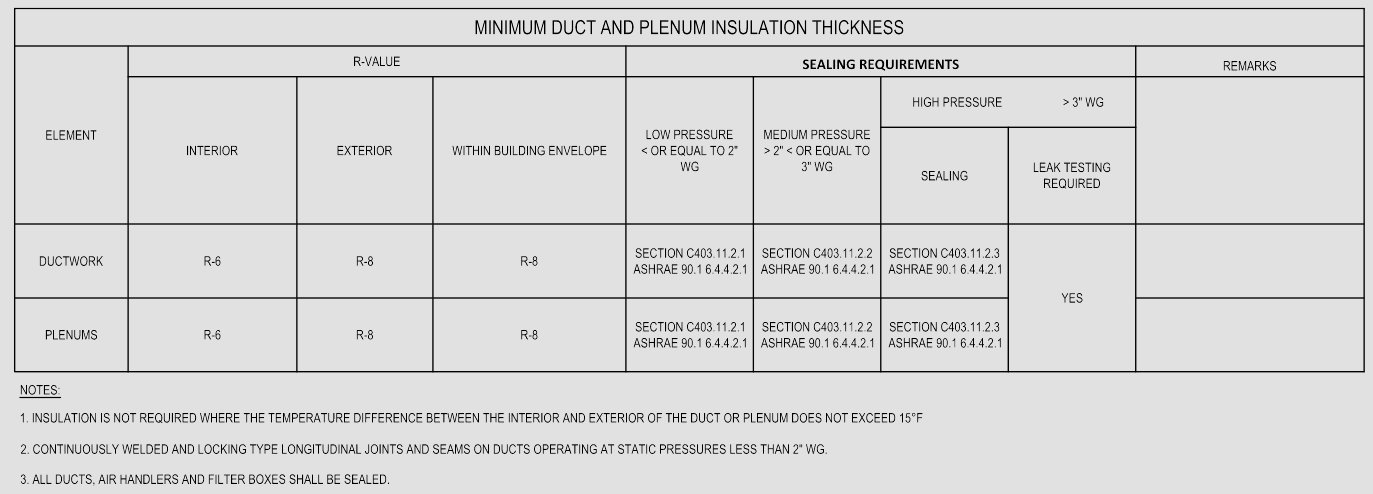 MINIMUM DUCT AND PLENUM INSULATION THICKNESS
ELEMENT
R-VALUE
SEALING REQUIREMENTS
REMARKS
INTERIOR
EXTERIOR
WITHIN BUILDING ENVELOPE
LOW PRESSURE
< OR EQUAL TO 2"
WG
MEDIUM PRESSURE
> 2" < OR EQUAL TO
3" WG
HIGH PRESSURE > 3" WG
SEALING
LEAK TESTING
REQUIRED
DUCTWORK
R-6
R-8
R-8
SECTION C403.11.2.1
ASHRAE 90.1 6.4.4.2.1
SECTION C403.11.2.2
ASHRAE 90.1 6.4.4.2.1
SECTION C403.11.2.3
ASHRAE 90.1 6.4.4.2.1
YES
PLENUMS
R-6
R-8
R-8
SECTION C403.11.2.1
ASHRAE 90.1 6.4.4.2.1
SECTION C403.11.2.2
ASHRAE 90.1 6.4.4.2.1
SECTION C403.11.2.3
ASHRAE 90.1 6.4.4.2.1
NOTES:
1. INSULATION IS NOT REQUIRED WHERE THE TEMPERATURE DIFFERENCE BETWEEN THE INTERIOR AND EXTERIOR OF THE DUCT OR PLENUM DOES NOT EXCEED 15°F
2. CONTINUOUSLY WELDED AND LOCKING TYPE LONGITUDINAL JOINTS AND SEAMS ON DUCTS OPERATING AT STATIC PRESSURES LESS THAN 2" WG.
3. ALL DUCTS, AIR HANDLERS AND FILTER BOXES SHALL BE SEALED.